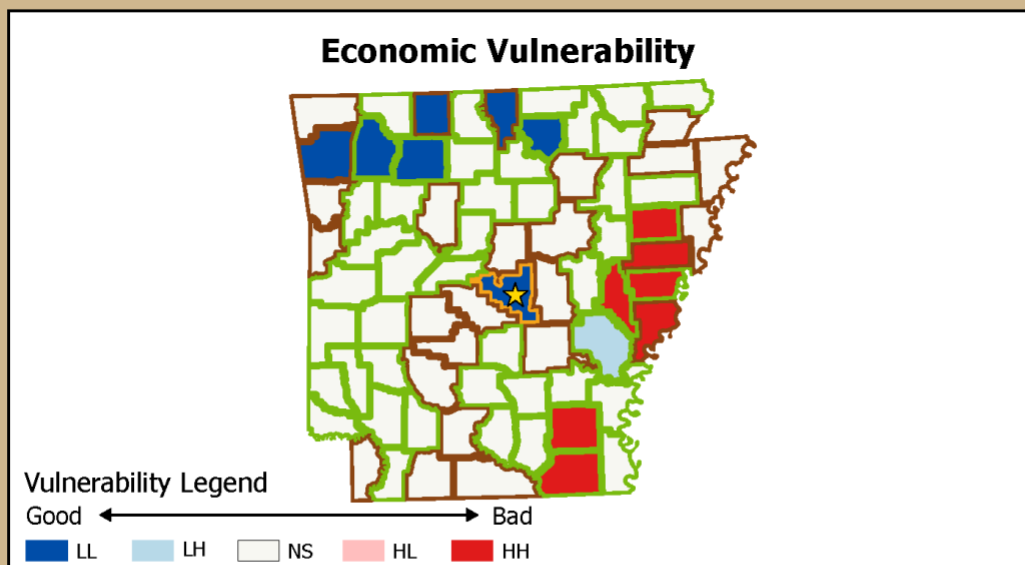 Economic Vulnerability
Vulnerability Legend
Good Bad
LL LH NS HL HH